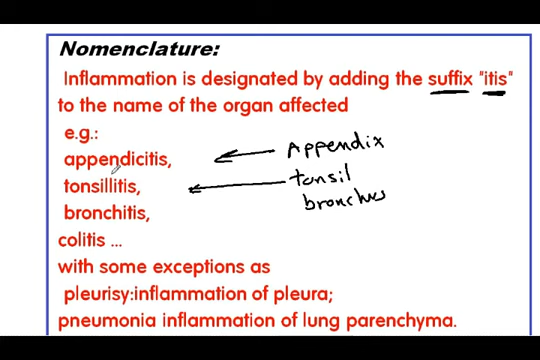 Nomenclature:
Inflammation is designated by adding the suffix "itis"
to the name of the organ affected
e.g.:
appendicitis,
Appendix
tonsillitis,
tonsil
bronchitis,
bronchus
colitis ...
with some exceptions as
pleurisy:inflammation of pleura;
pneumonia inflammation of lung parenchyma.